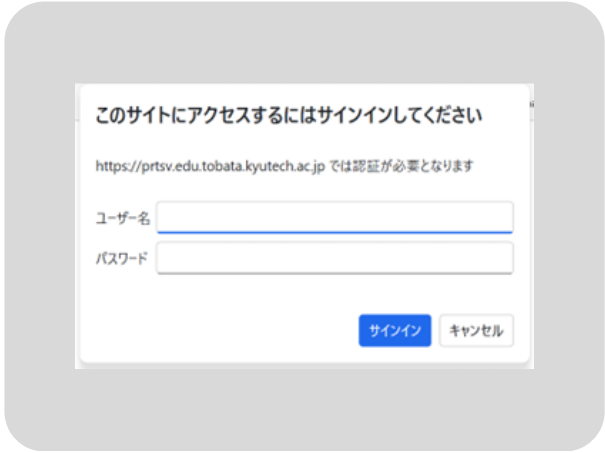 このサイトにアクセスするにはサインインしてください
https://prtsv.edu.tobata.kyutech.ac.jp では認証が必要となります
ユーザー名
パスワード
サインイン キャンセル